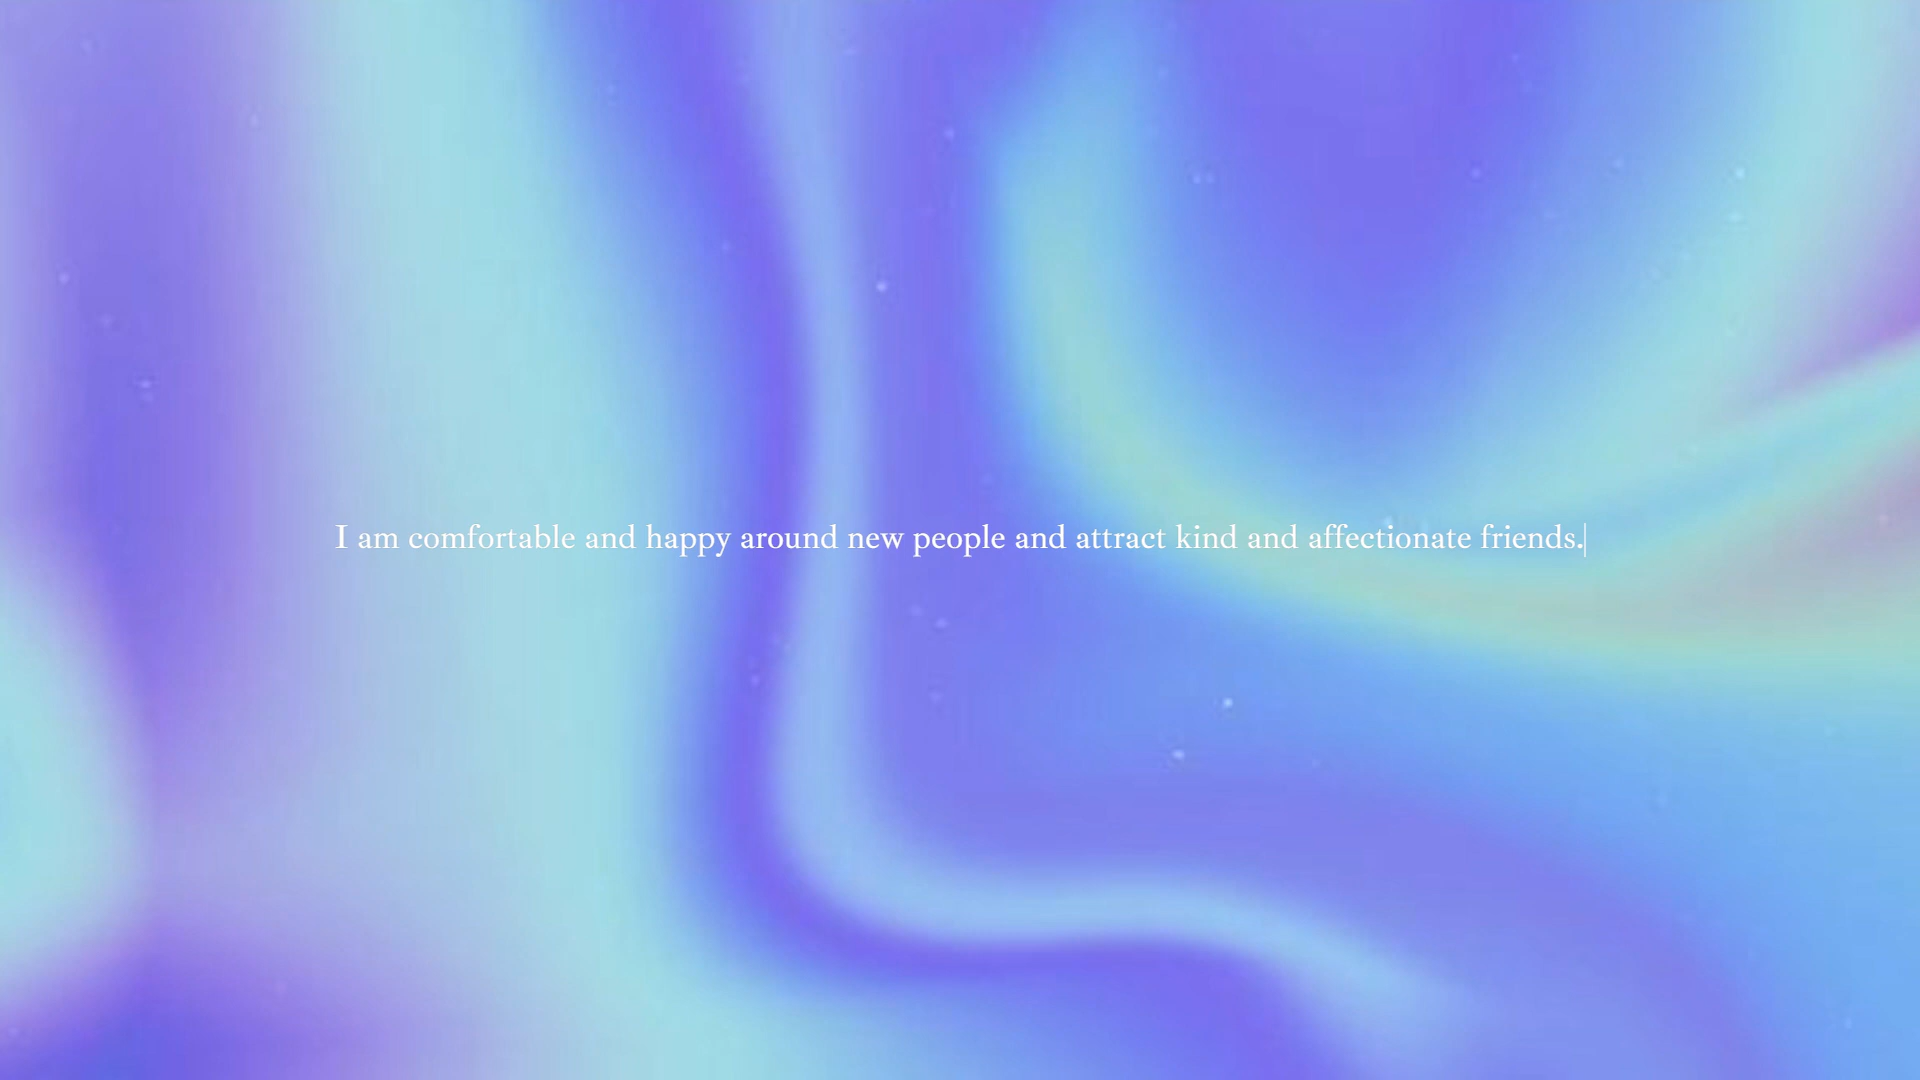 I am comfortable and happy around new people and attract kind and affectionate friends.